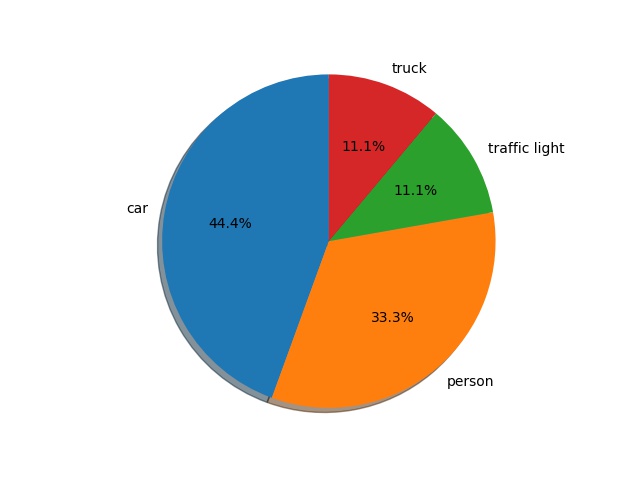 truck
11.1%
traffic light
11.1%
car
44.4%
33.3%
person